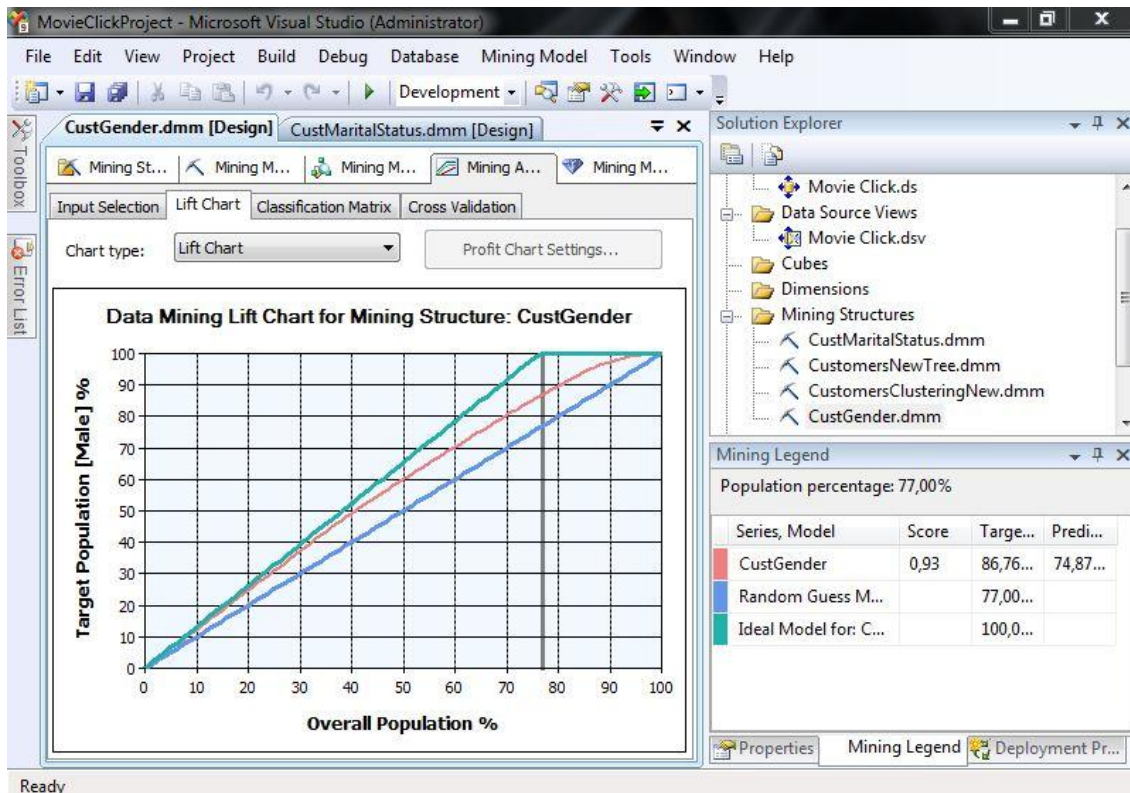 MovieClickProject - Microsoft Visual Studio (Administrator)
File Edit View Project Build Debug Database Mining Model Tools Window Help
Development
Toolbox
Error List
CustGender.dmm [Design] CustMaritalStatus.dmm [Design]
Mining St... Mining M... Mining M... Mining A... Mining M...
Input Selection Lift Chart Classification Matrix Cross Validation
Chart type: Lift Chart Profit Chart Settings...
Data Mining Lift Chart for Mining Structure: CustGender
Target Population [Male] %
100
90
80
70
60
50
40
30
20
10
0
0 10 20 30 40 50 60 70 80 90 100
Overall Population %
Solution Explorer
Movie Click.ds
Data Source Views
Movie Click.dsv
Cubes
Dimensions
Mining Structures
CustMaritalStatus.dmm
CustomersNewTree.dmm
CustomersClusteringNew.dmm
CustGender.dmm
Mining Legend
Population percentage: 77,00%
Series, Model Score Targe... Predi...
CustGender 0,93 86,76... 74,87...
Random Guess M... 77,00...
Ideal Model for: C... 100,0...
Properties Mining Legend Deployment Pr...
Ready